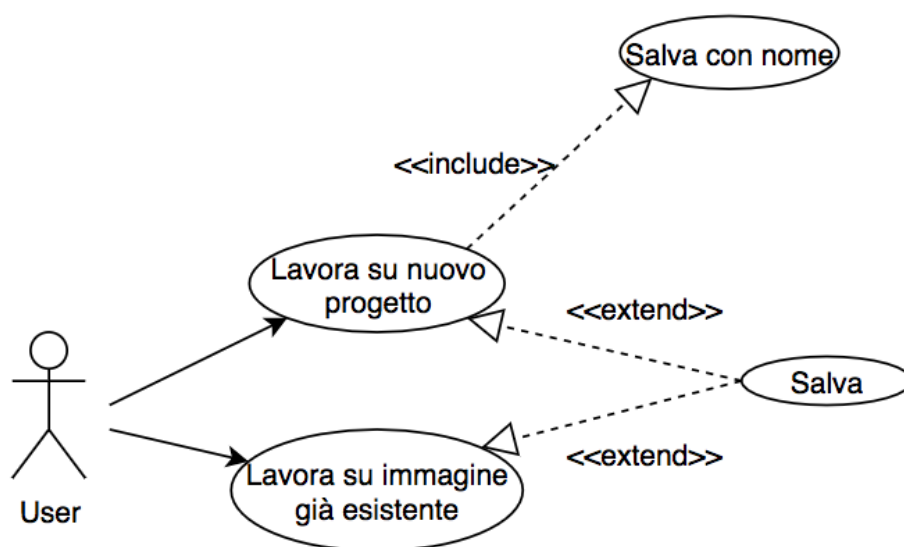 Salva con nome
<<include>>
Lavora su nuovo
progetto
<<extend>>
Salva
<<extend>>
Lavora su immagine
già esistente
User